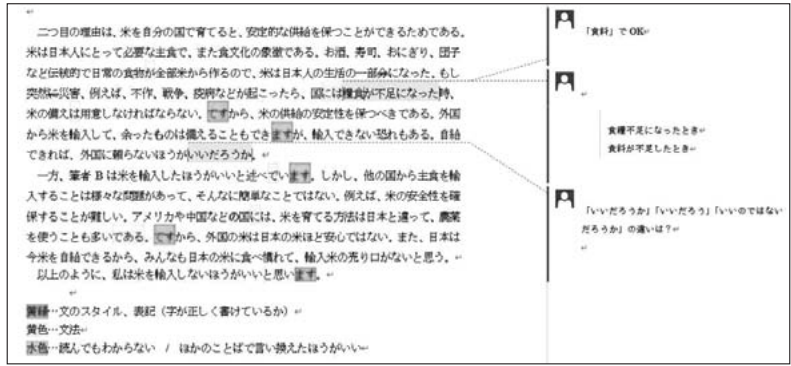 二つ目の理由は、米を自分の国で育てると、安定的な供給を保つことができるためである。
米は日本人にとって必要な主食で、また食文化の象徴である。お酒、寿司、おにぎり、団子
など伝統的で日常の食物が全部米から作るので、米は日本人の生活の一部分になった。もし
突然災害、例えば、不作、戦争、疫病などが起こったら、国には糧食が不足になった時、
米の備えは用意しなければならない。ですから、米の供給の安定性を保つべきである。外国
から米を輸入して、余ったものは備えることもできますが、輸入できない恐れもある。自給
できれば、外国に頼らないほうがいいだろうか。
一方、筆者 B は米を輸入したほうがいいと述べています。しかし、他の国から主食を輸
入することは様々な問題があって、そんなに簡単なことではない。例えば、米の安全性を確
保することが難しい。アメリカや中国などの国には、米を育てる方法は日本と違って、農薬
を使うことも多いである。ですから、外国の米は日本の米ほど安心ではない。また、日本は
今米を自給できるから、みんなも日本の米に食べ慣れて、輸入米の売り口がないと思う。
以上のように、私は米を輸入しないほうがいいと思います。
黄緑…文のスタイル、表記（字が正しく書けているか）
黄色…文法
水色…読んでもわからない / ほかのことばで言い換えたほうがいい
「食料」で OK
食糧不足になったとき
食料が不足したとき
「いいだろうか」「いいだろう」「いいのではない
だろうか」の違いは？